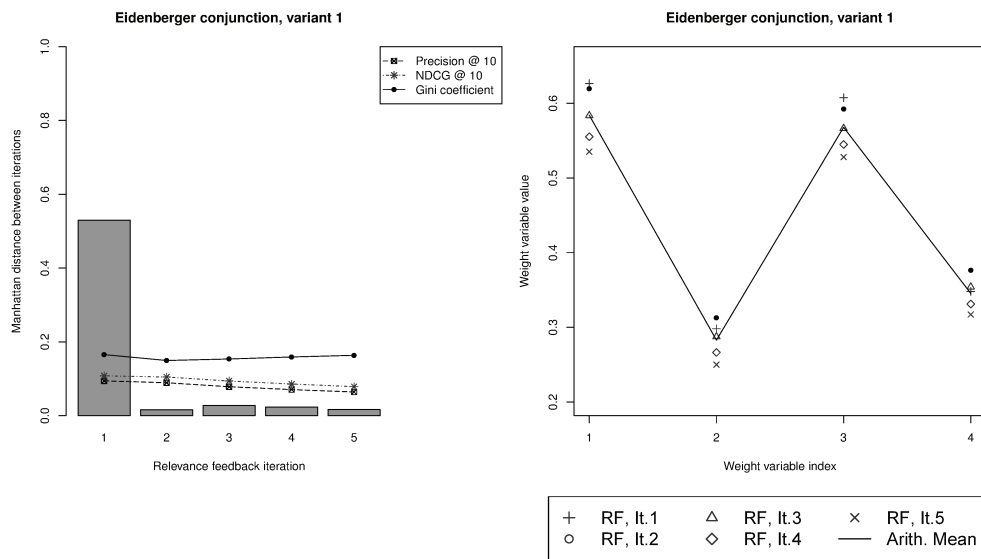 Eidenberger conjunction, variant 1
Manhattan distance between iterations
1.0
0.8
0.6
0.4
0.2
0.0
Precision @ 10
NDCG @ 10
Gini coefficient
1 2 3 4 5
Relevance feedback iteration
Eidenberger conjunction, variant 1
Weight variable value
0.6
0.5
0.4
0.3
0.2
1 2 3 4
Weight variable index
RF, It.1 RF, It.3 RF, It.5
RF, It.2 RF, It.4 Arith. Mean